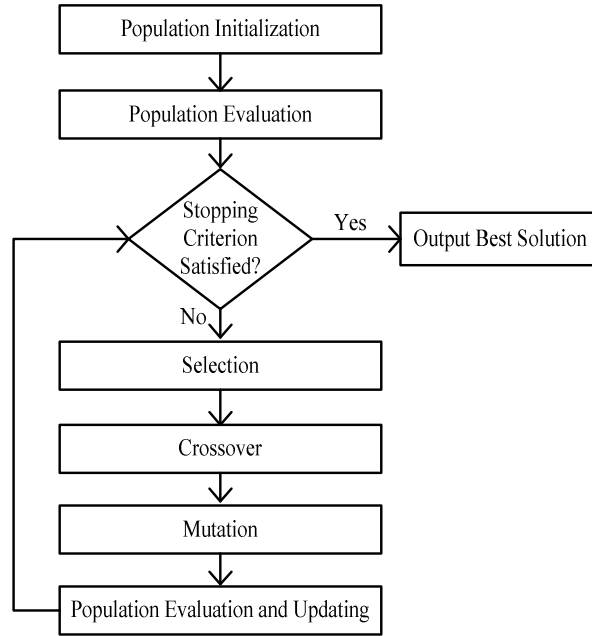 Population Initialization
Population Evaluation
Stopping
Criterion
Satisfied?
Yes
Output Best Solution
No
Selection
Crossover
Mutation
Population Evaluation and Updating